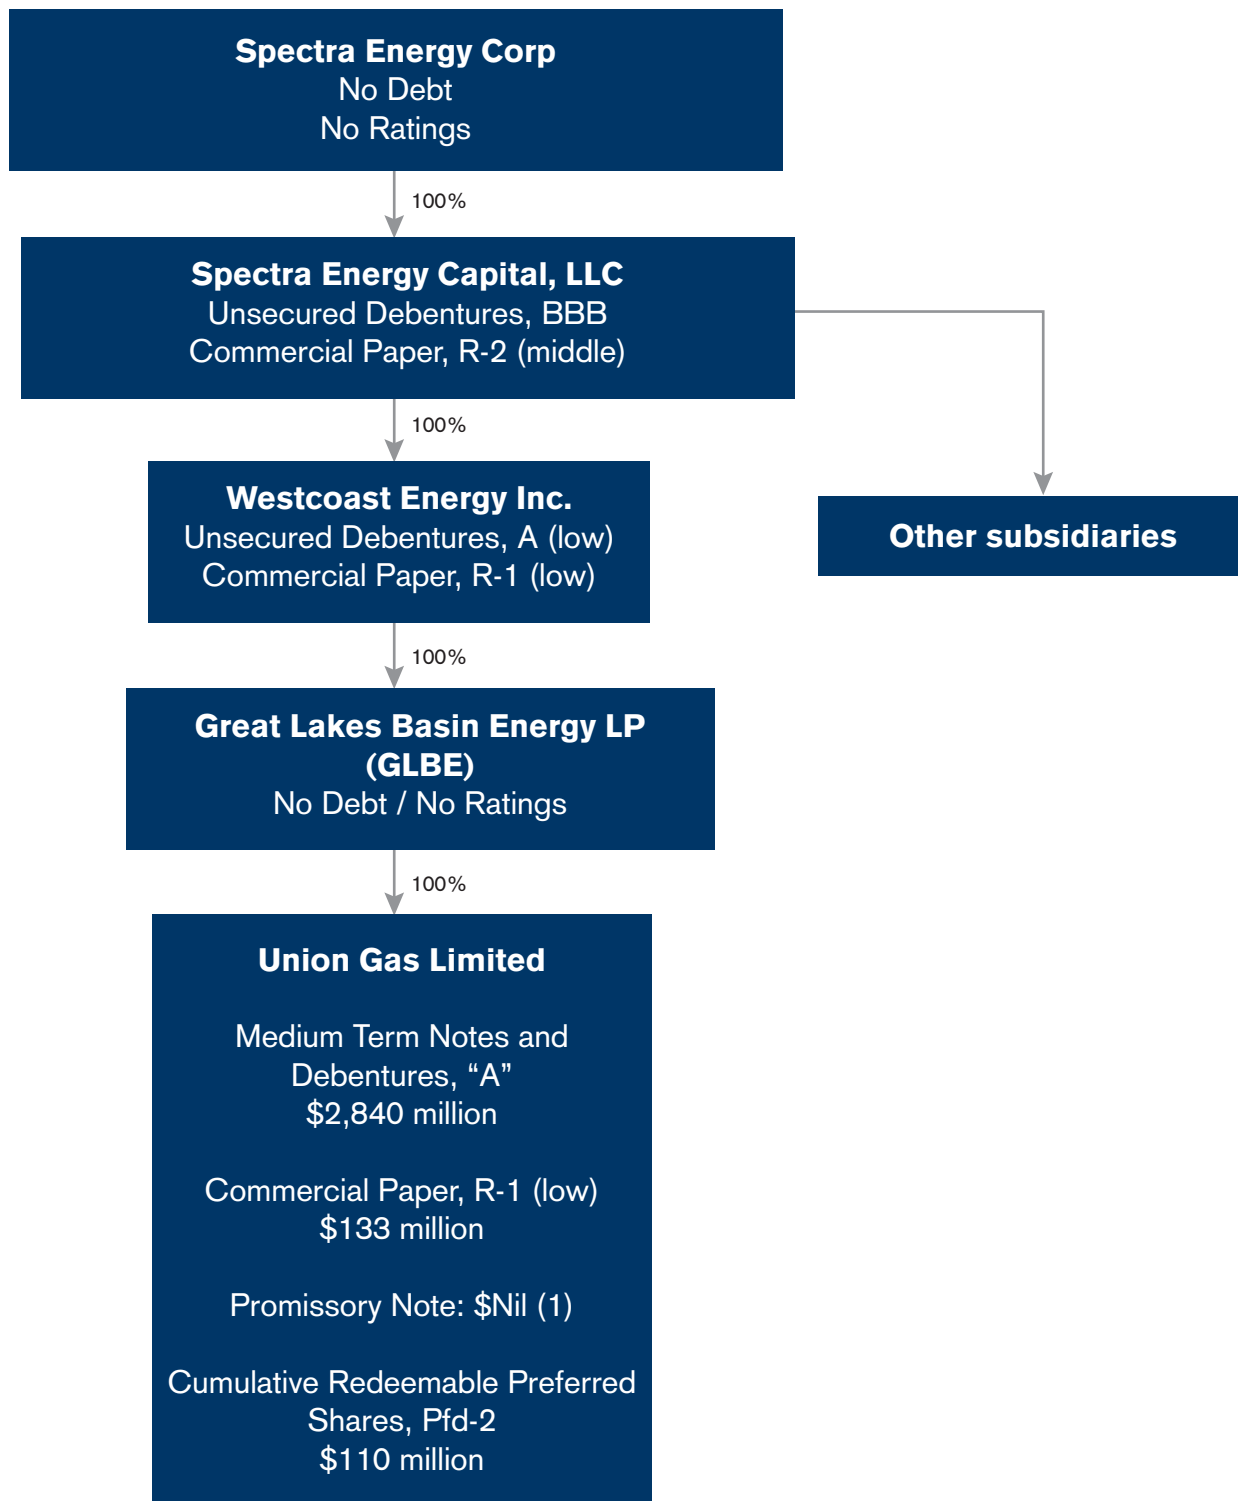 Spectra Energy Corp
No Debt
No Ratings
100%
Spectra Energy Capital, LLC
Unsecured Debentures, BBB
Commercial Paper, R-2 (middle)
100%
Westcoast Energy Inc.
Unsecured Debentures, A (low)
Commercial Paper, R-1 (low)
Other subsidiaries
100%
Great Lakes Basin Energy LP
(GLBE)
No Debt / No Ratings
100%
Union Gas Limited
Medium Term Notes and
Debentures, “A”
$2,840 million
Commercial Paper, R-1 (low)
$133 million
Promissory Note: $Nil (1)
Cumulative Redeemable Preferred
Shares, Pfd-2
$110 million